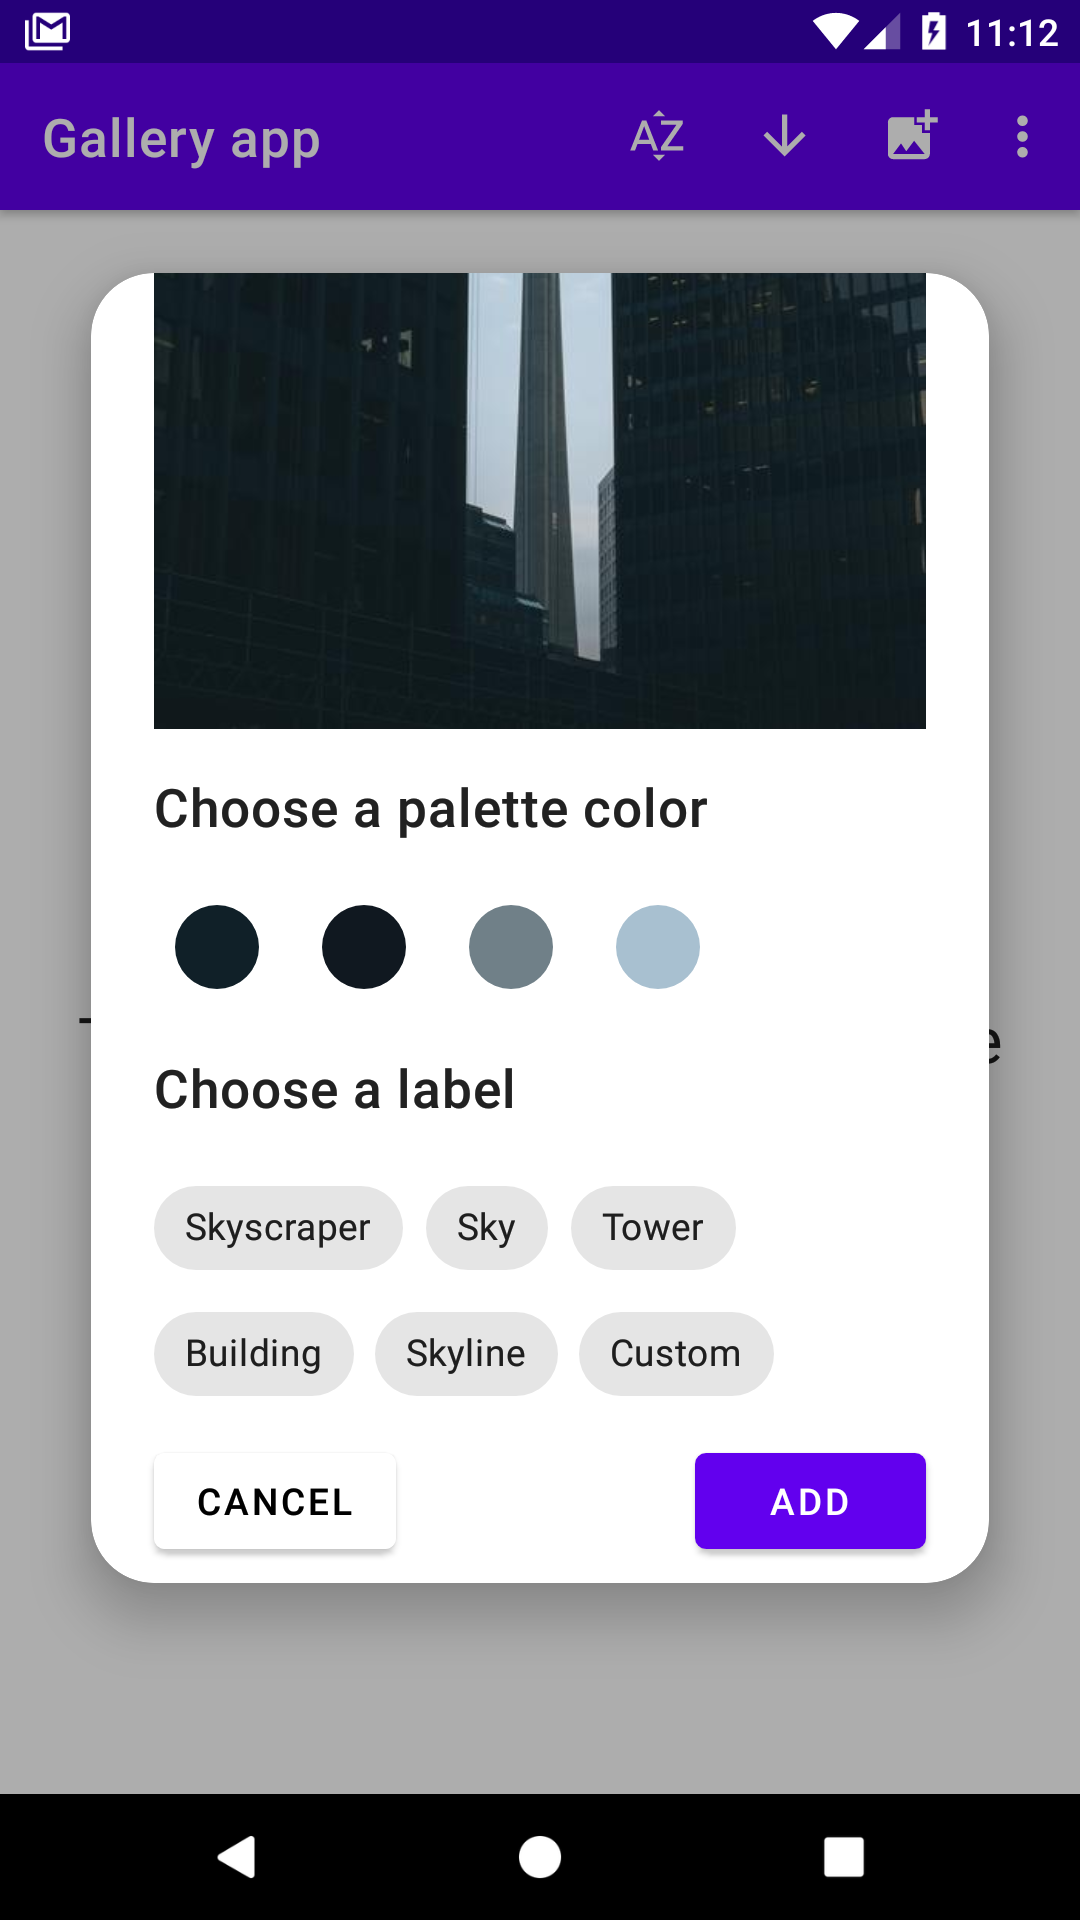 11:12
Gallery app
AZ
Choose a palette color
Choose a label
Skyscraper Sky Tower
Building Skyline Custom
CANCEL ADD